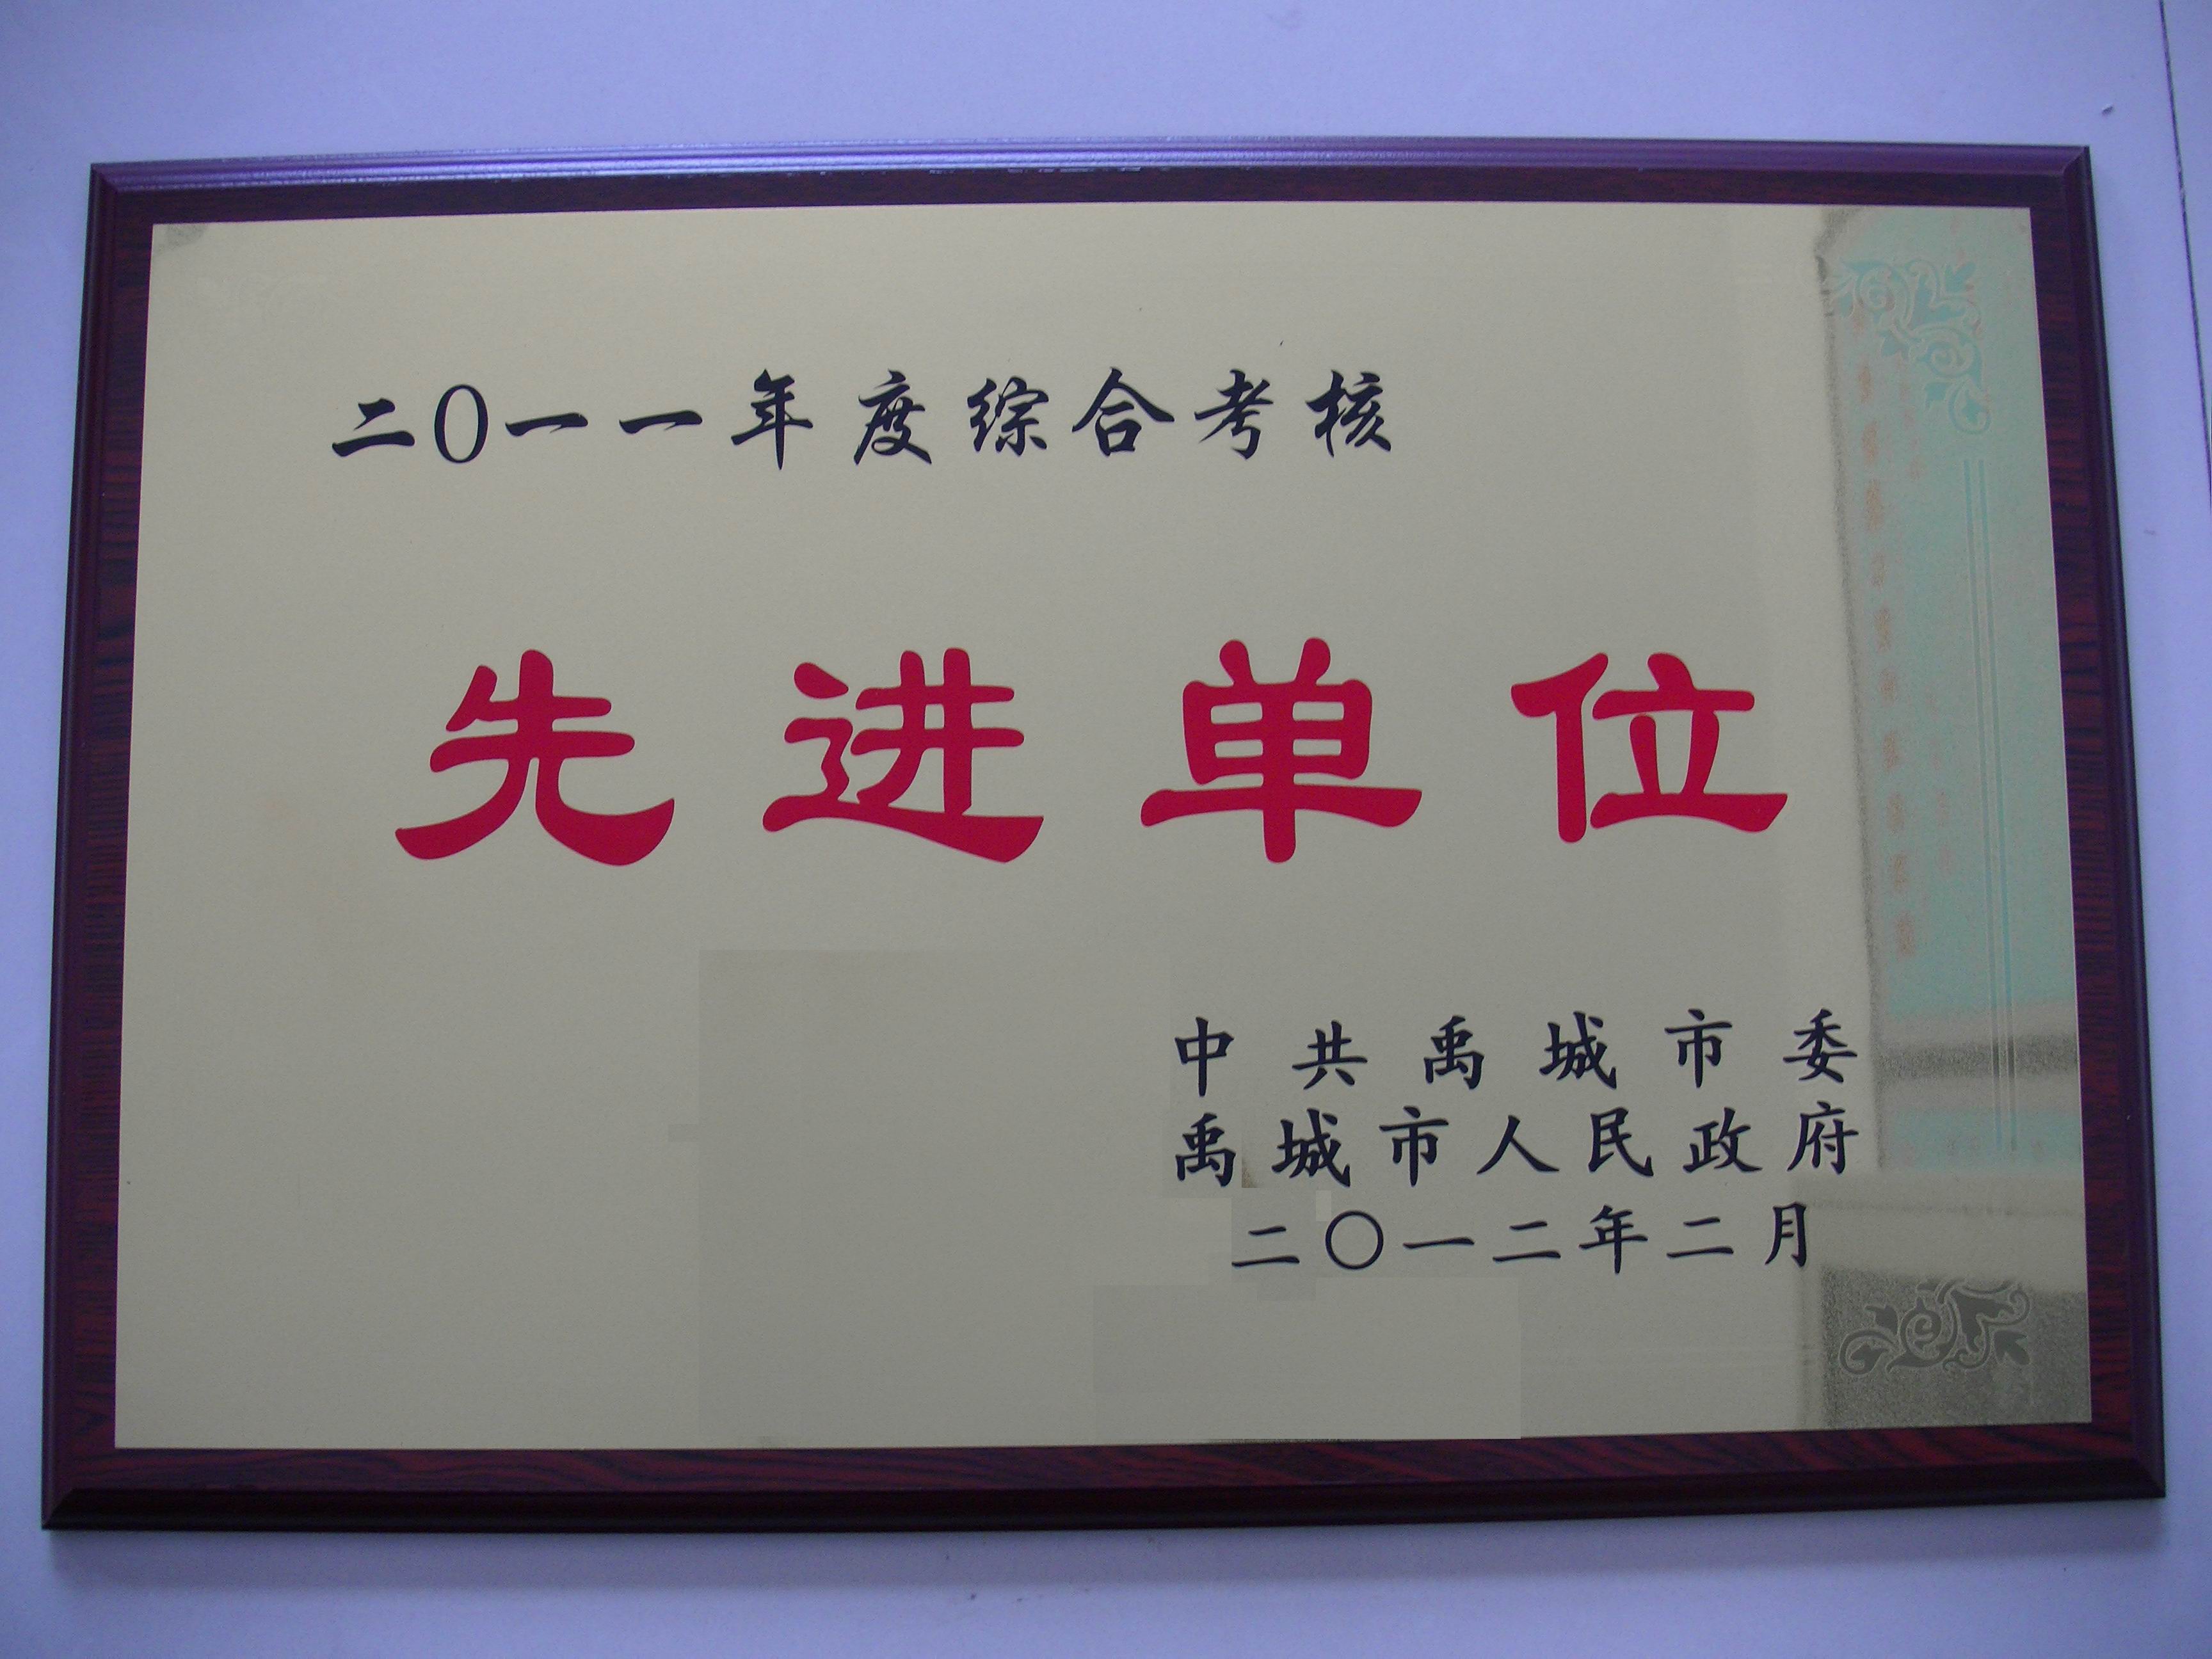 二0一一年度综合考核
先进单位
中共禹城市委
禹城市人民政府
二〇一二年二月